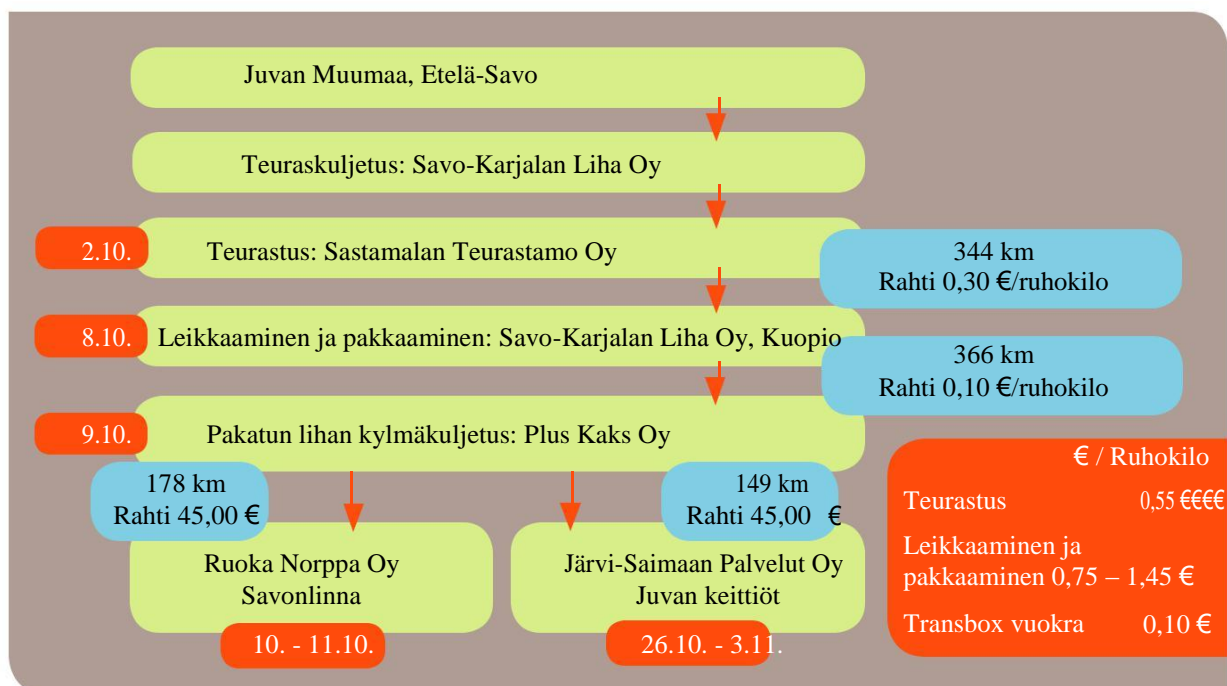 Juvan Muumaa, Etelä-Savo
Teuraskuljetus: Savo-Karjalan Liha Oy
2.10.
Teurastus: Sastamalan Teurastamo Oy
344 km
Rahti 0,30 €/ruhokilo
8.10.
Leikkaaminen ja pakkaaminen: Savo-Karjalan Liha Oy, Kuopio
366 km
Rahti 0,10 €/ruhokilo
9.10.
Pakatun lihan kylmäkuljetus: Plus Kaks Oy
178 km
Rahti 45,00 €
149 km
Rahti 45,00 €
Ruoka Norppa Oy
Savonlinna
10. - 11.10.
Järvi-Saimaan Palvelut Oy
Juvan keittiöt
26.10. - 3.11.
€ / Ruhokilo
Teurastus 0,55 €€€€
Leikkaaminen ja
pakkaaminen 0,75 – 1,45 €
Transbox vuokra 0,10 €